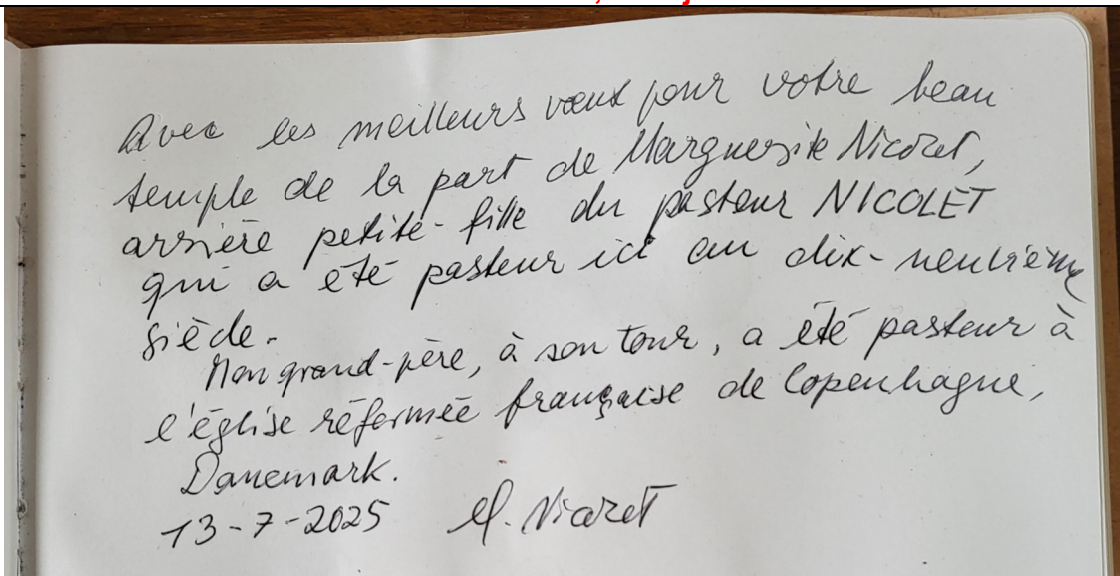 Avec les meilleurs vœux pour votre beau
temple de la part de Marguerite Nicolet,
arrière petite-fille du pasteur NICOLET
qui a été pasteur ici au dix-neuvième
siècle.
Mon grand-père, à son tour, a été pasteur à
l'église réformée française de Copenhague,
Danemark.
13-7-2025 M. Nicolet